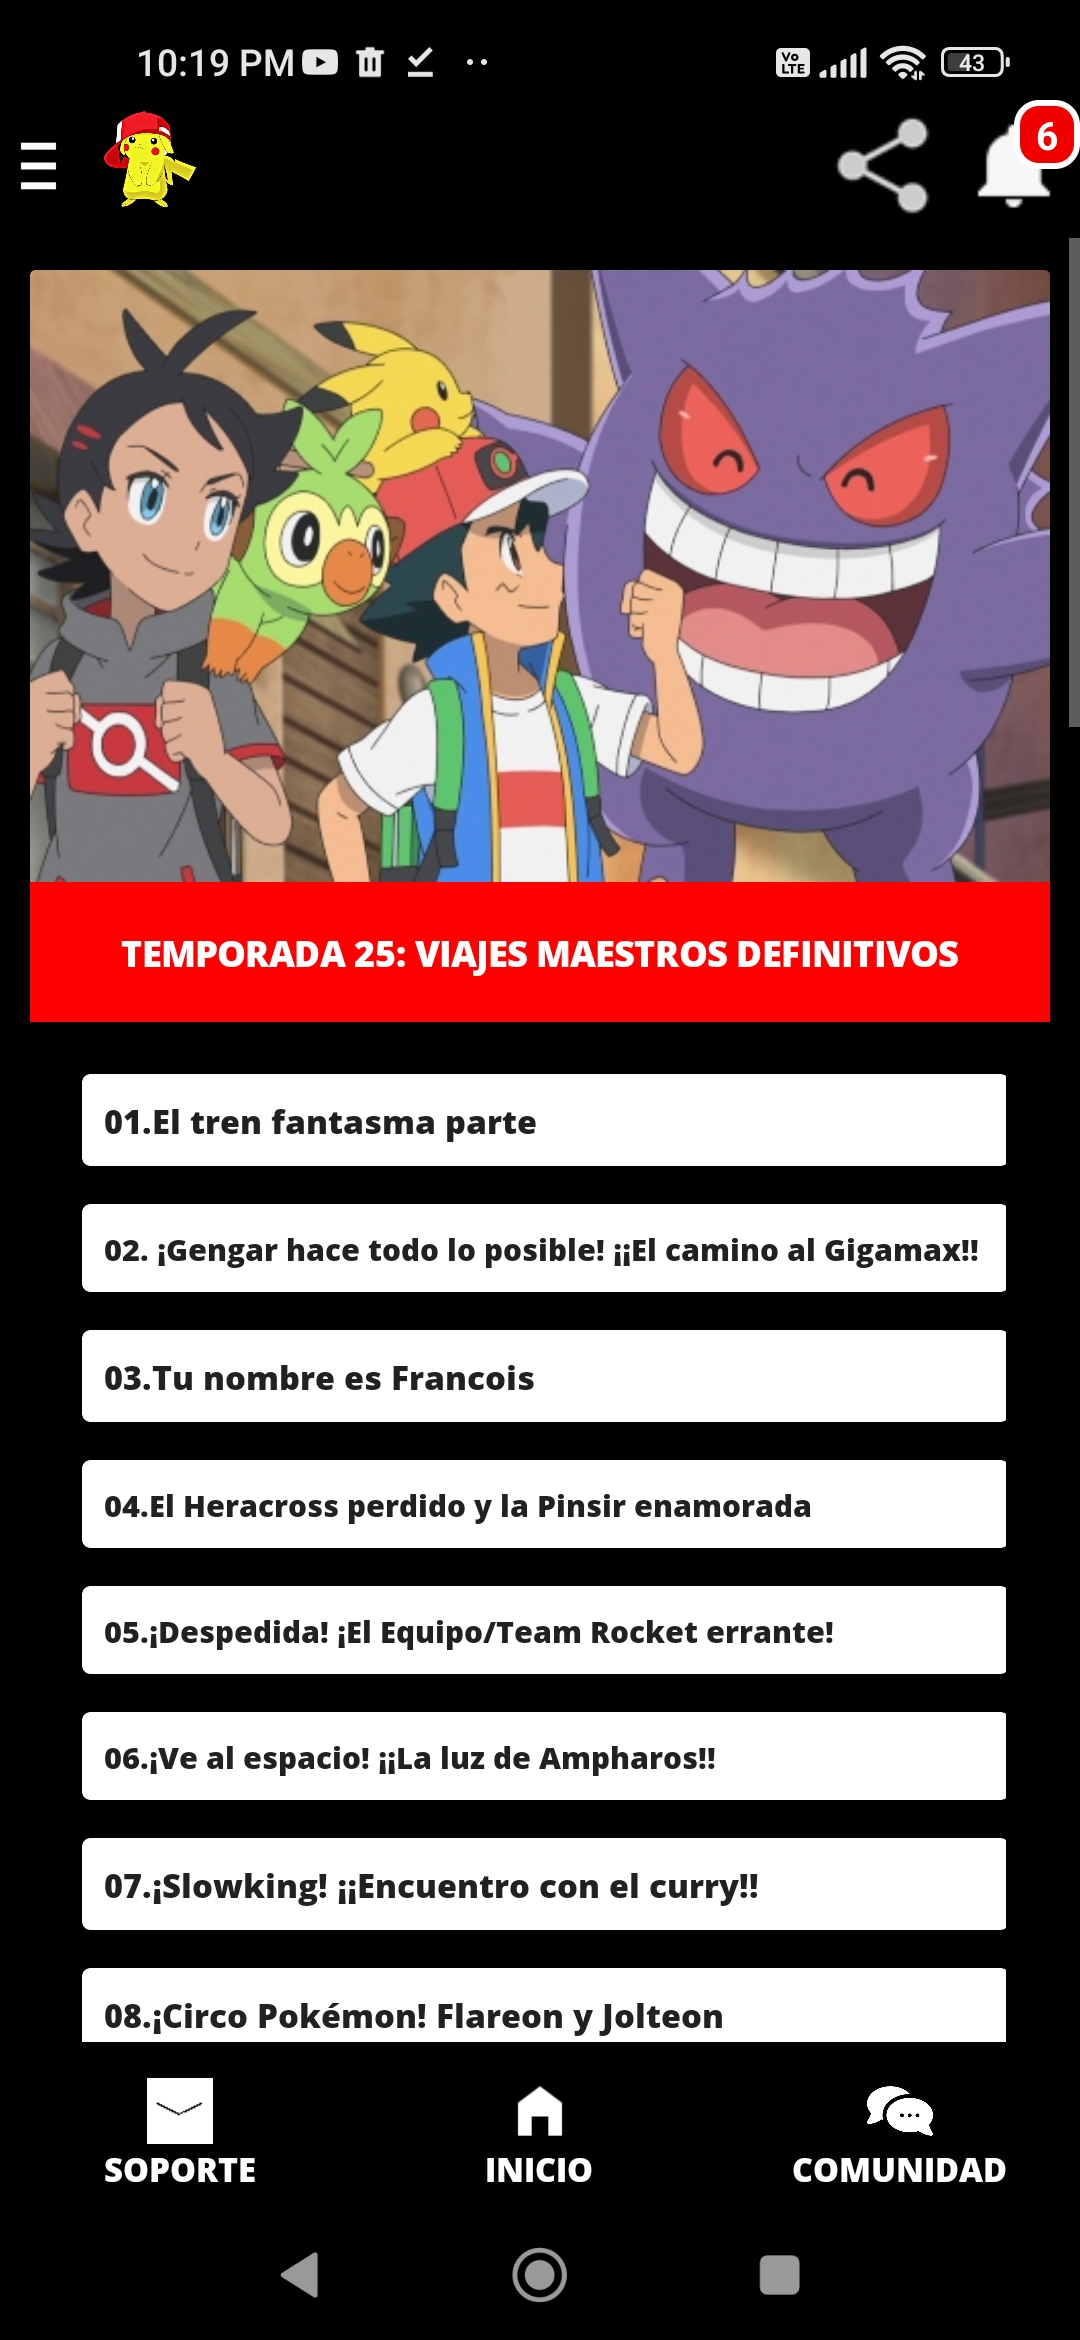 10:19 PM
Vo
LTE
43
6
TEMPORADA 25: VIAJES MAESTROS DEFINITIVOS
01.El tren fantasma parte
02. ¡Gengar hace todo lo posible! ¡¡El camino al Gigamax!!
03.Tu nombre es Francois
04.El Heracross perdido y la Pinsir enamorada
05.¡Despedida! ¡El Equipo/Team Rocket errante!
06.¡Ve al espacio! ¡¡La luz de Ampharos!!
07.¡Slowking! ¡¡Encuentro con el curry!!
08.¡Circo Pokémon! Flareon y Jolteon
SOPORTE
INICIO
COMUNIDAD